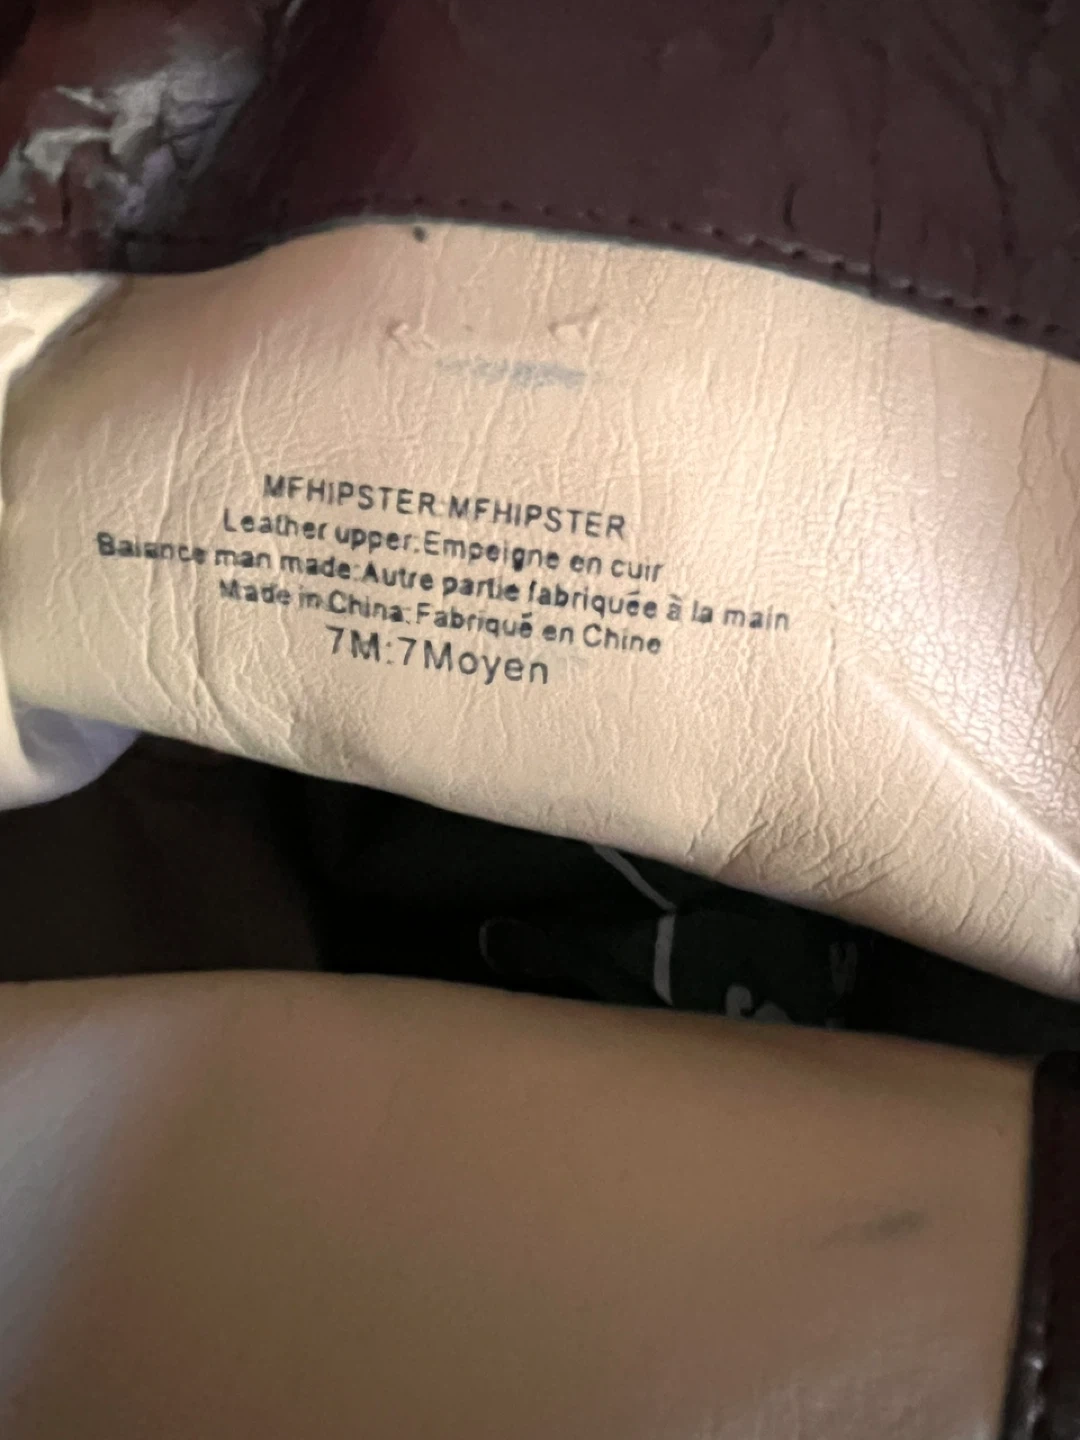 MFHIPSTER:MFHIPSTER
Leather upper:Empeigne en cuir
Balance man made:Autre partie fabriquée à la main
Made in China:Fabriqué en Chine
7M:7Moyen